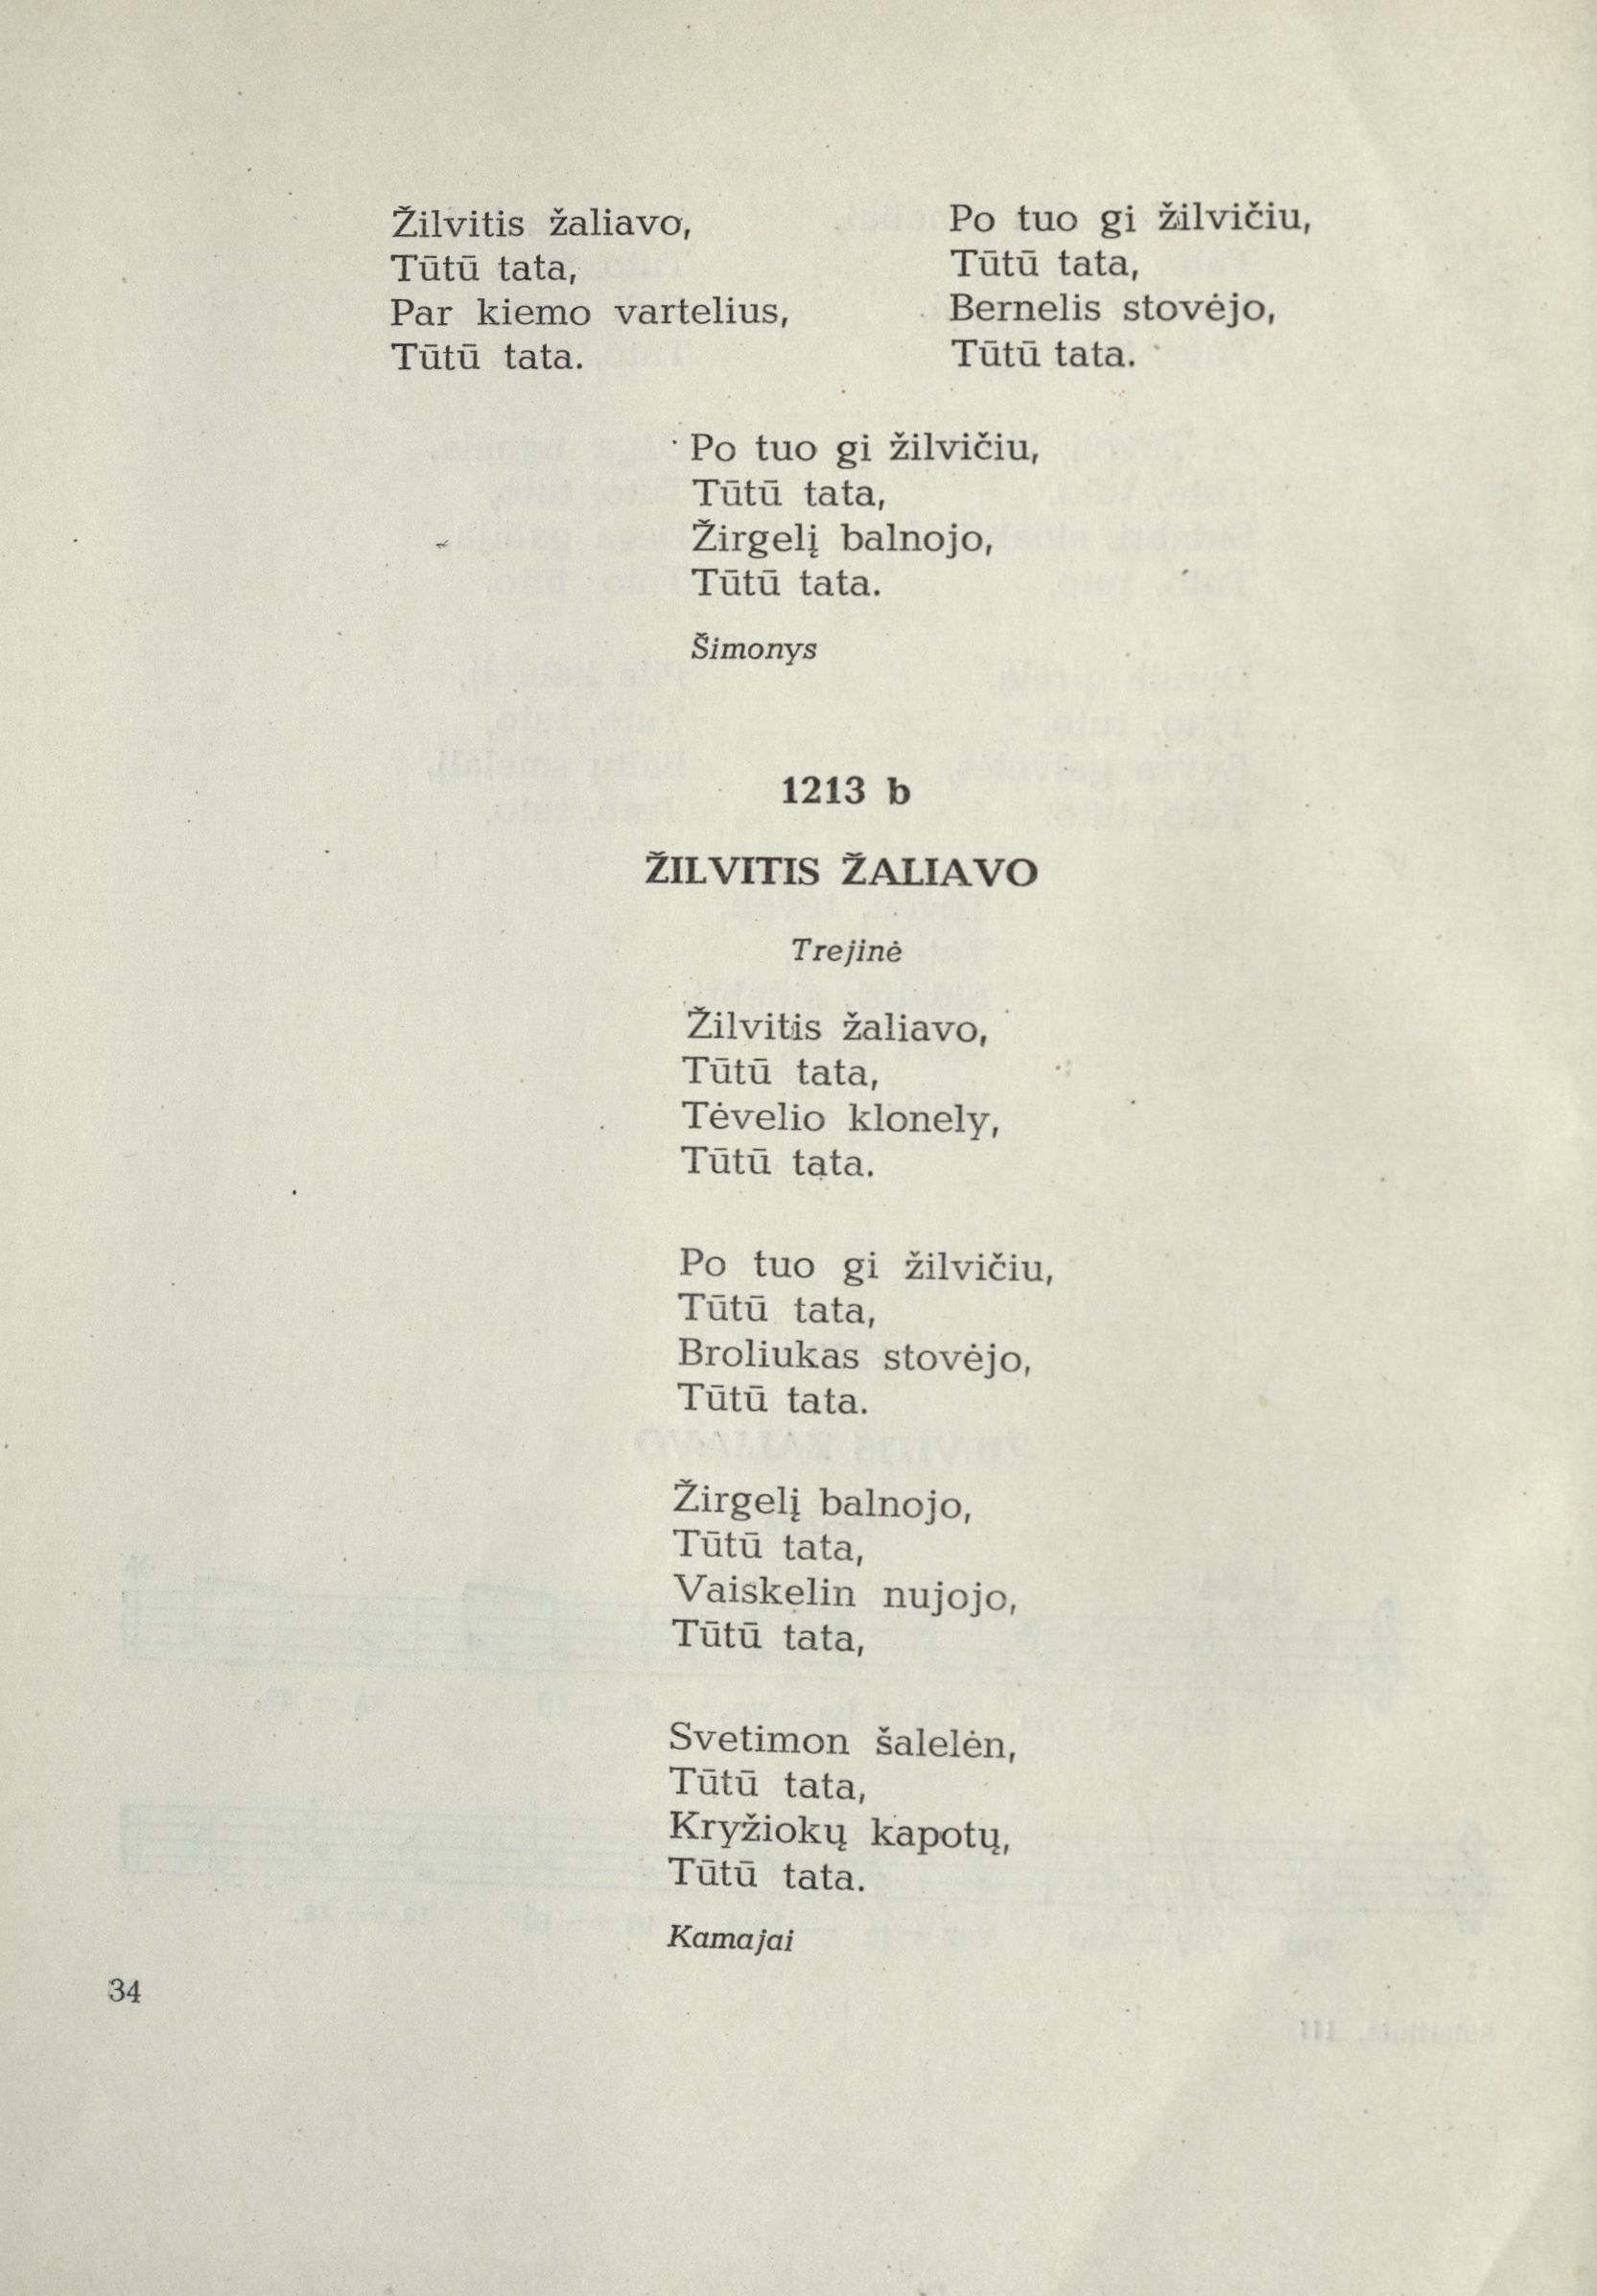 Žilvitis žaliavo,
Tūtū tata,
Par kiemo vartelius,
Tūtū tata.
Po tuo gi žilvičiu,
Tūtū tata,
Bernelis stovėjo,
Tūtū tata.
Po tuo gi žilvičiu,
Tūtū tata,
Žirgelį balnojo,
Tūtū tata.
Šimonys
1213 b
ŽILVITIS ŽALIAVO
Trejinė
Žilvitis žaliavo,
Tūtū tata,
Tėvelio klonely,
Tūtū tata.
Po tuo gi žilvičiu,
Tūtū tata,
Broliukas stovėjo,
Tūtū tata.
Žirgelį balnojo,
Tūtū tata,
Vaiskelin nujojo,
Tūtū tata,
Svetimon šalelėn,
Tūtū tata,
Kryžiokų kapotų,
Tūtū tata.
Kamajai
34